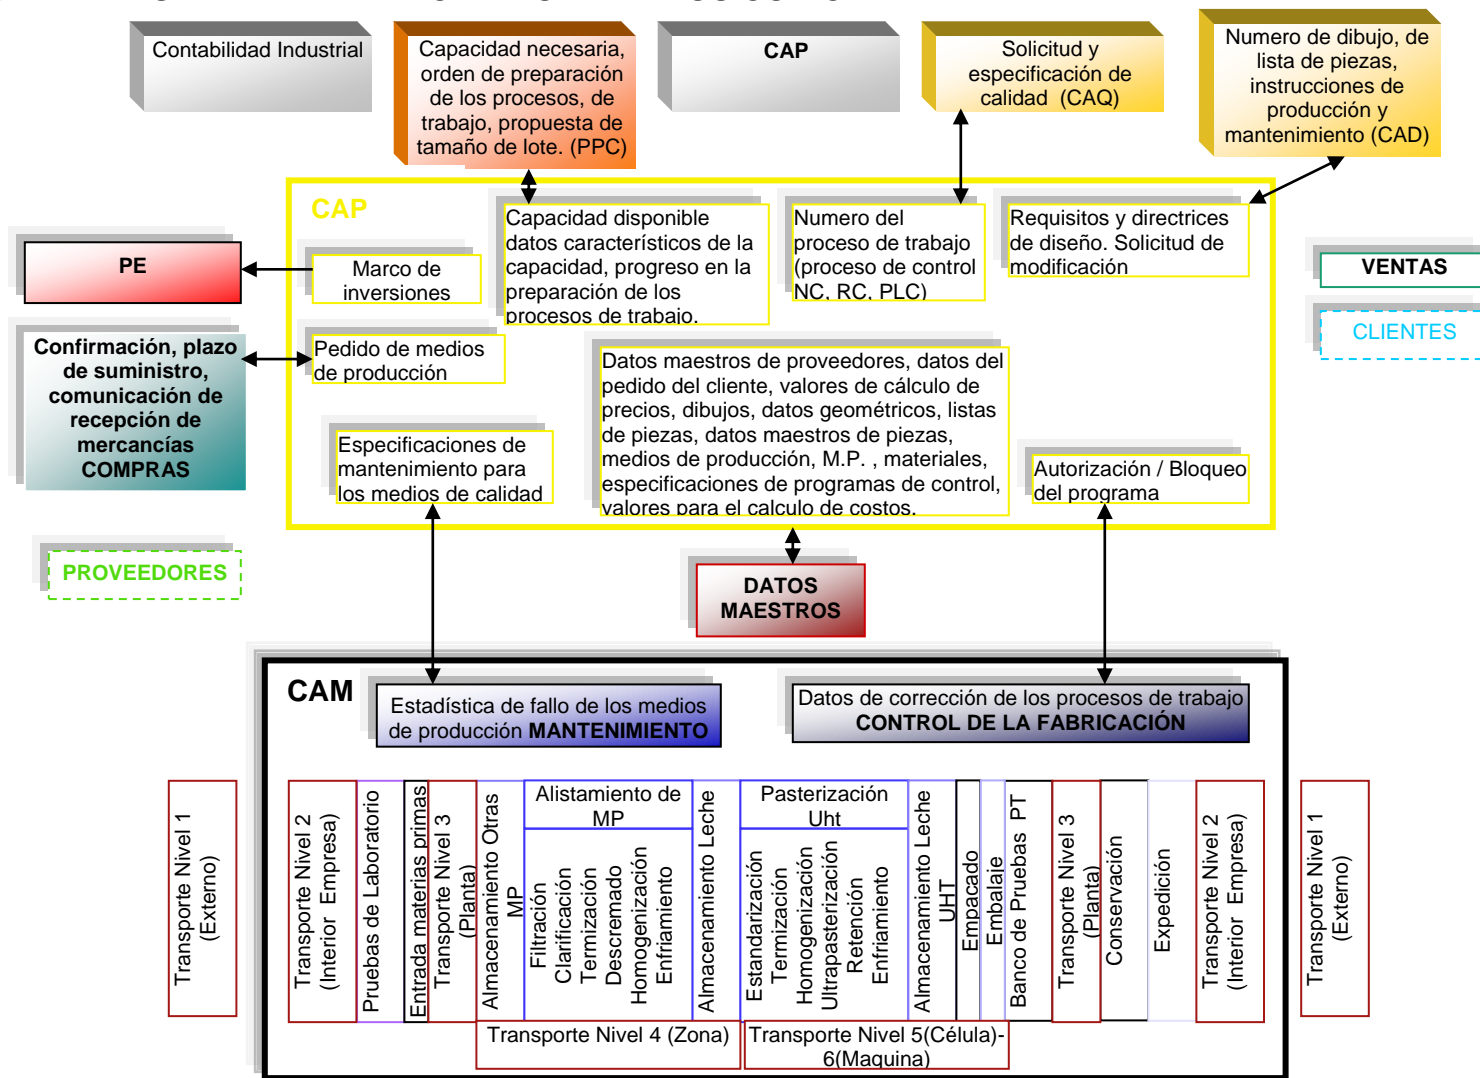 Contabilidad Industrial
Capacidad necesaria,
orden de preparación
de los procesos, de
trabajo, propuesta de
tamaño de lote. (PPC)
CAP
Solicitud y
especificación de
calidad (CAQ)
Numero de dibujo, de
lista de piezas,
instrucciones de
producción y
mantenimiento (CAD)
CAP
PE
Marco de
inversiones
Capacidad disponible
datos característicos de la
capacidad, progreso en la
preparación de los
procesos de trabajo.
Numero del
proceso de trabajo
(proceso de control
NC, RC, PLC)
Requisitos y directrices
de diseño. Solicitud de
modificación
VENTAS
CLIENTES
Confirmación, plazo
de suministro,
comunicación de
recepción de
mercancías
COMPRAS
Pedido de medios
de producción
Datos maestros de proveedores, datos del
pedido del cliente, valores de cálculo de
precios, dibujos, datos geométricos, listas
de piezas, datos maestros de piezas,
medios de producción, M.P. , materiales,
especificaciones de programas de control,
valores para el calculo de costos.
Especificaciones de
mantenimiento para
los medios de calidad
Autorización / Bloqueo
del programa
PROVEEDORES
DATOS
MAESTROS
CAM
Estadística de fallo de los medios
de producción MANTENIMIENTO
Datos de corrección de los procesos de trabajo
CONTROL DE LA FABRICACIÓN
Transporte Nivel 1
(Externo)
Transporte Nivel 2
(Interior Empresa)
Pruebas de Laboratorio
Entrada materias primas
Transporte Nivel 3
(Planta)
Almacenamiento Otras
MP
Alistamiento de
MP
Filtración
Clarificación
Termización
Descremado
Homogenización
Enfriamiento
Almacenamiento Leche
Pasterización
Uht
Estandarización
Termización
Homogenización
Ultrapasterización
Retención
Enfriamiento
Almacenamiento Leche
UHT
Empacado
Embalaje
Banco de Pruebas PT
Transporte Nivel 3
(Planta)
Conservación
Expedición
Transporte Nivel 2
(Interior Empresa)
Transporte Nivel 1
(Externo)
Transporte Nivel 4 (Zona)
Transporte Nivel 5(Célula)-
6(Maquina)